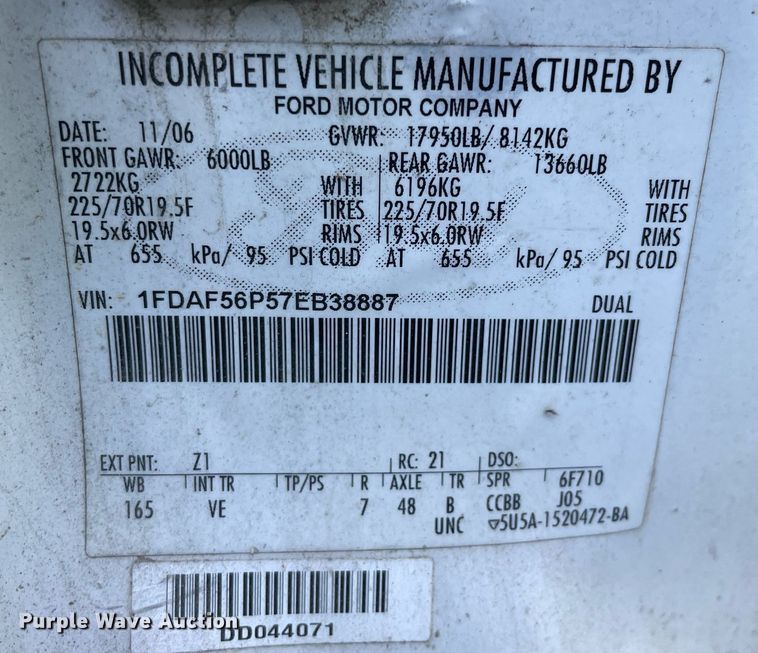 INCOMPLETE VEHICLE MANUFACTURED BY
FORD MOTOR COMPANY
DATE: 11/06 GVWR: 17950LB/ 8142KG
FRONT GAWR: 6000LB REAR GAWR: 13660LB
2722KG WITH 6196KG WITH
225/70R19.5F TIRES 225/70R19.5F TIRES
19.5x6.0RW RIMS 19.5x6.0RW RIMS
AT 655 kPa/ 95 PSI COLD AT 655 kPa/ 95 PSI COLD
VIN: 1FDAF56P57EB38887 DUAL
EXT PNT: Z1 RC: 21 DSO:
WB INT TR TP/PS R AXLE TR SPR 6F710
165 VE 7 48 B CCBB J05
UNC ▽5U5A-1520472-BA
Purple Wave Auction
DD044071